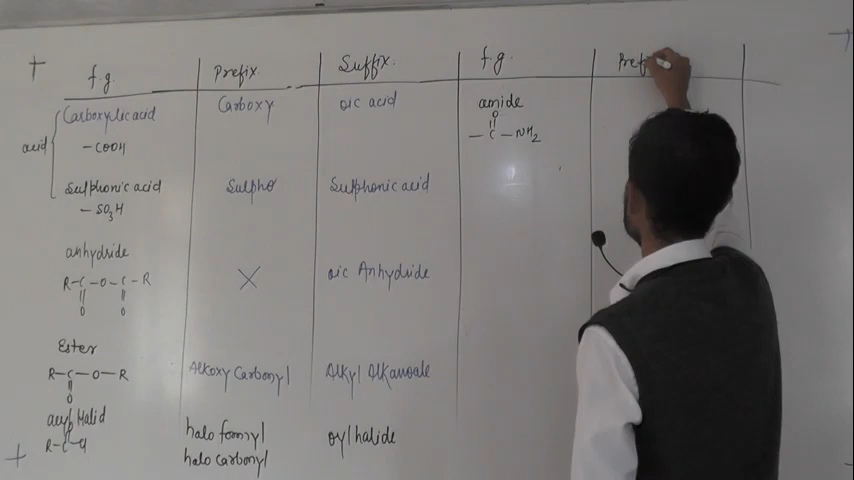 f.g. Prefix. Suffix. f.g. Pref
Carboxylic acid Carboxy oic acid amide
O
acid - C - NH2
- COOH
Sulphonic acid Sulpho Sulphonic acid
- SO3H
anhydride
R-C-O-C-R X oic Anhydride
O O
Ester
R-C-O-R Alkoxy Carbonyl Alkyl Alkanoate
O
acyl Halid
R-C-Cl halo formyl oyl halide
halo carbonyl